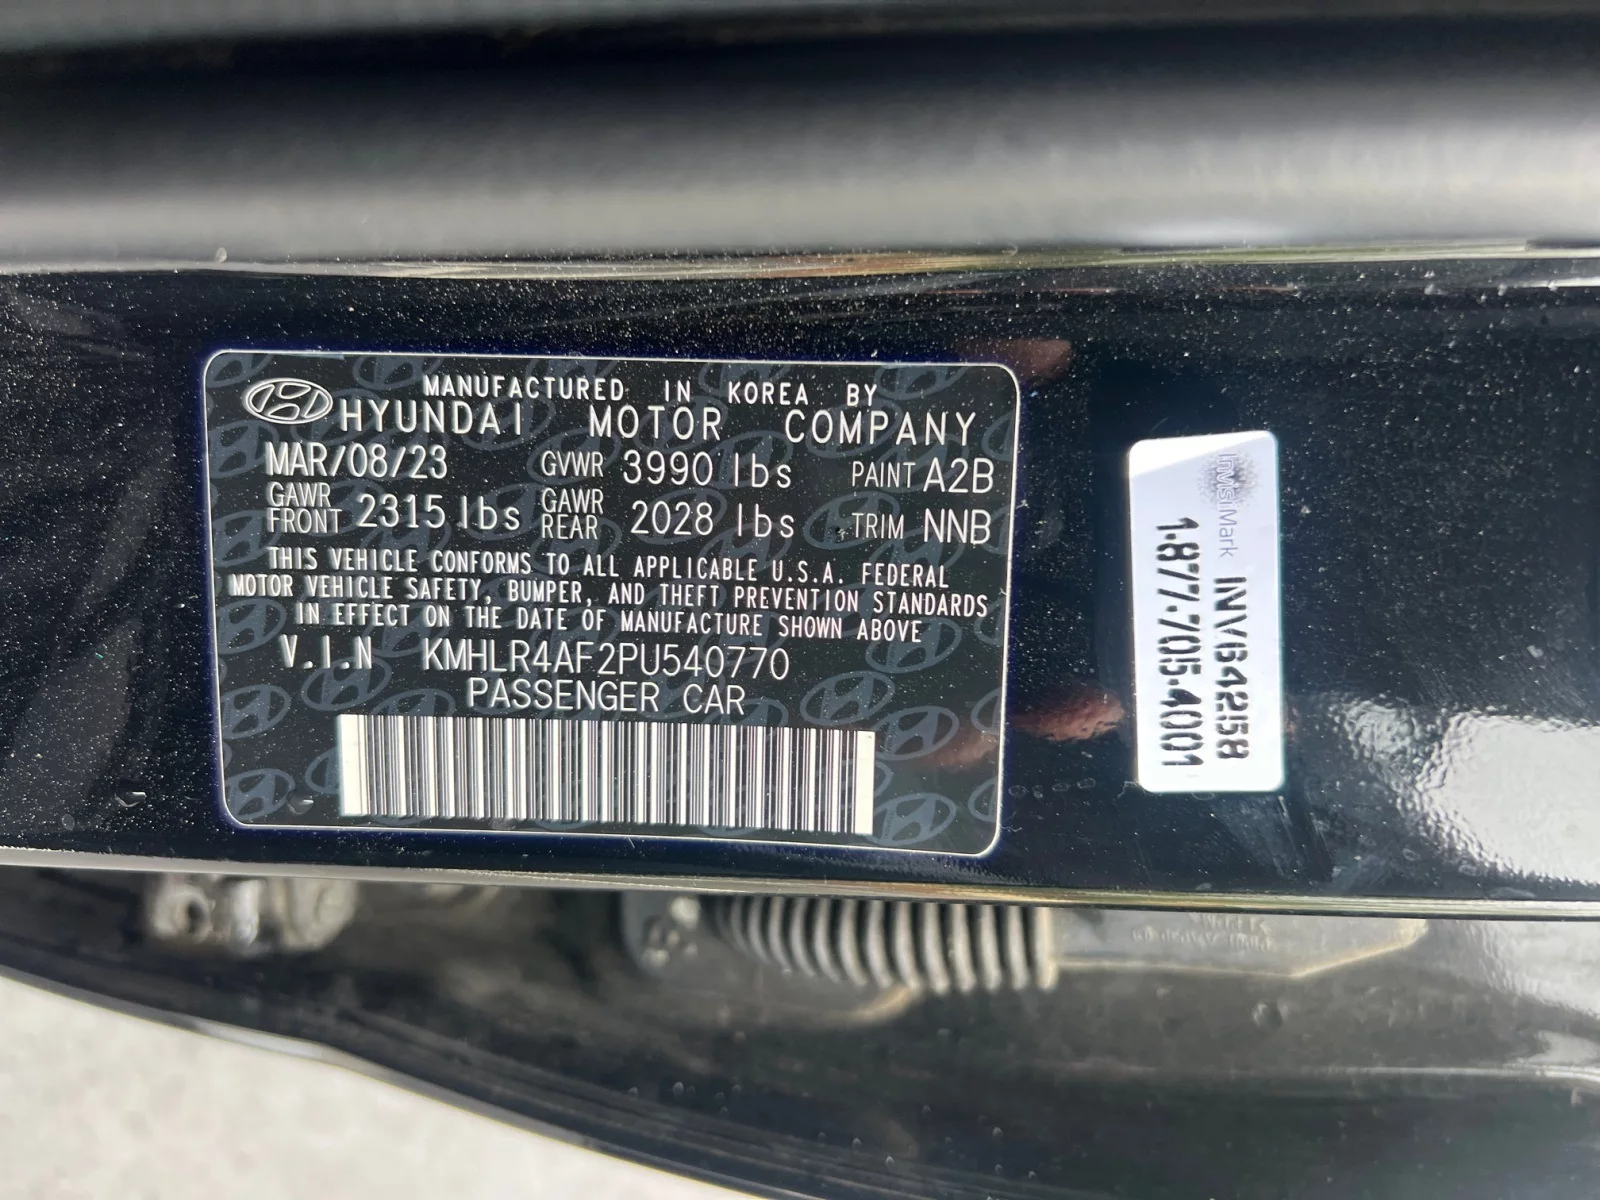 MANUFACTURED IN KOREA BY
HYUNDAI MOTOR COMPANY
MAR/08/23 GVWR 3990 lbs PAINT A2B
GAWR FRONT 2315 lbs GAWR REAR 2028 lbs TRIM NNB
THIS VEHICLE CONFORMS TO ALL APPLICABLE U.S.A. FEDERAL
MOTOR VEHICLE SAFETY, BUMPER, AND THEFT PREVENTION STANDARDS
IN EFFECT ON THE DATE OF MANUFACTURE SHOWN ABOVE
V.I.N KMHLR4AF2PU540770
PASSENGER CAR
InvisiMark INV64258
1·877·705·4001